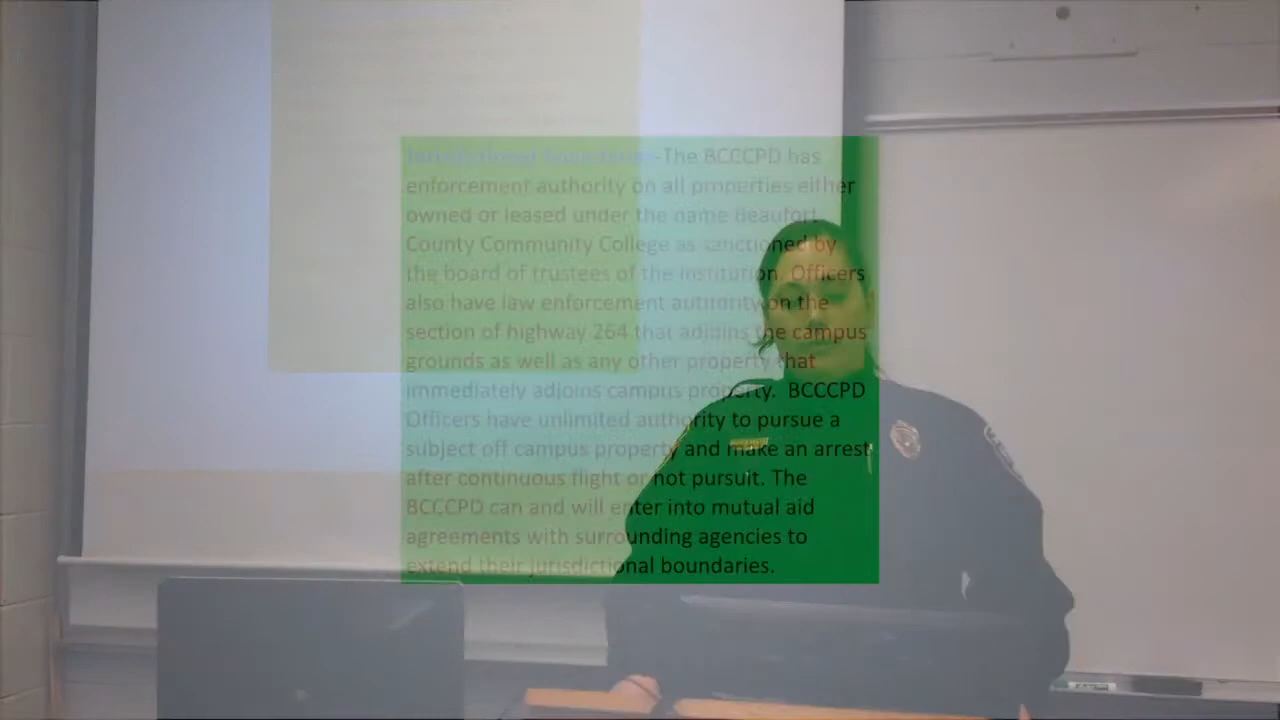 Jurisdictional boundaries-The BCCCPD has
enforcement authority on all properties either
owned or leased under the name Beaufort
County Community College as sanctioned by
the board of trustees of the institution. Officers
also have law enforcement authority on the
section of highway 264 that adjoins the campus
grounds as well as any other property that
immediately adjoins campus property.  BCCCPD
Officers have unlimited authority to pursue a
subject off campus property and make an arrest
after continuous flight or hot pursuit. The
BCCCPD can and will enter into mutual aid
agreements with surrounding agencies to
extend their jurisdictional boundaries.